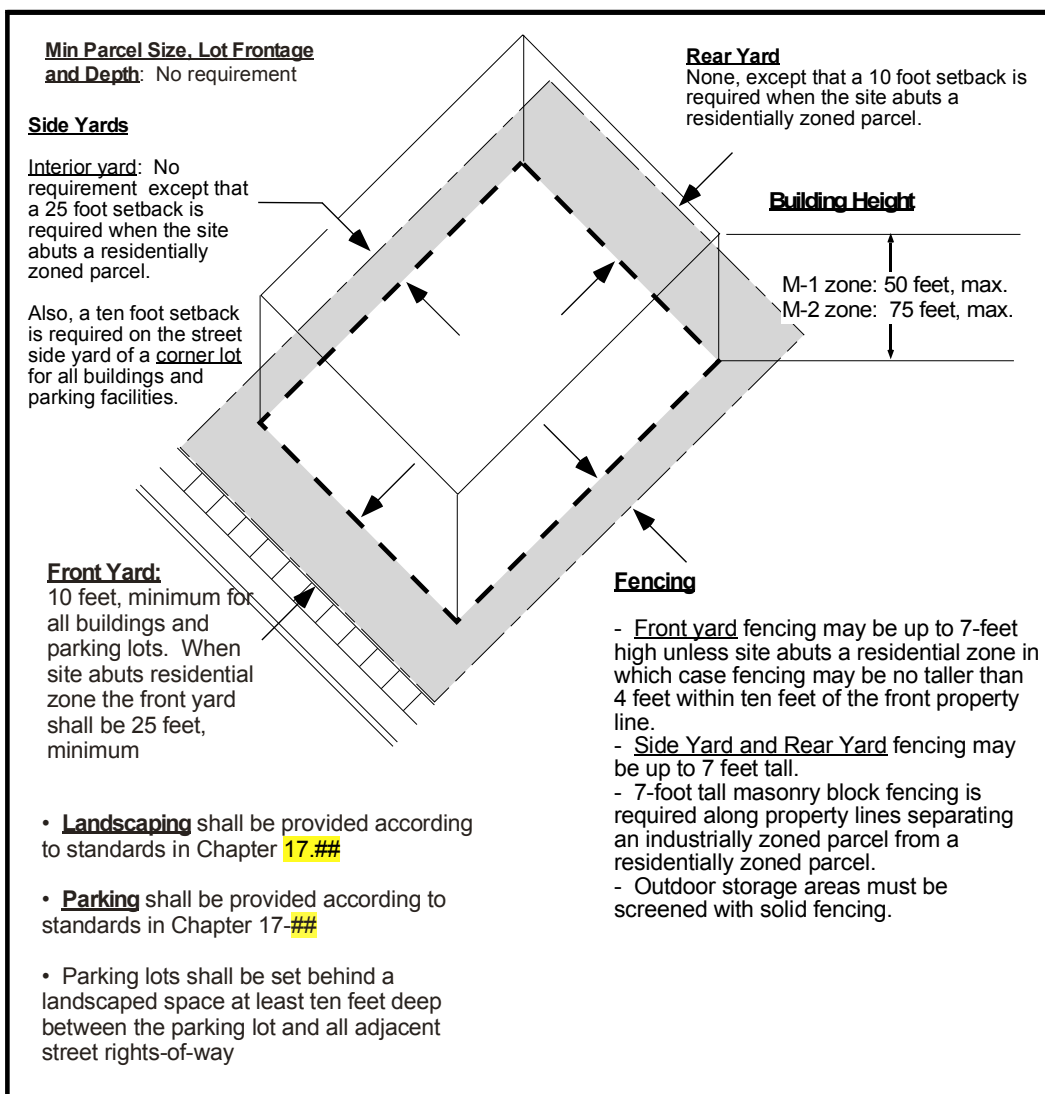 Min Parcel Size, Lot Frontage
and Depth: No requirement
Side Yards
Interior yard: No
requirement except that
a 25 foot setback is
required when the site
abuts a residentially
zoned parcel.
Also, a ten foot setback
is required on the street
side yard of a corner lot
for all buildings and
parking facilities.
Rear Yard
None, except that a 10 foot setback is
required when the site abuts a
residentially zoned parcel.
Building Height
M-1 zone: 50 feet, max.
M-2 zone: 75 feet, max.
Front Yard:
10 feet, minimum for
all buildings and
parking lots. When
site abuts residential
zone the front yard
shall be 25 feet,
minimum
Fencing
- Front yard fencing may be up to 7-feet
high unless site abuts a residential zone in
which case fencing may be no taller than
4 feet within ten feet of the front property
line.
- Side Yard and Rear Yard fencing may
be up to 7 feet tall.
- 7-foot tall masonry block fencing is
required along property lines separating
an industrially zoned parcel from a
residentially zoned parcel.
- Outdoor storage areas must be
screened with solid fencing.
• Landscaping shall be provided according
to standards in Chapter 17.##
• Parking shall be provided according to
standards in Chapter 17-##
• Parking lots shall be set behind a
landscaped space at least ten feet deep
between the parking lot and all adjacent
street rights-of-way